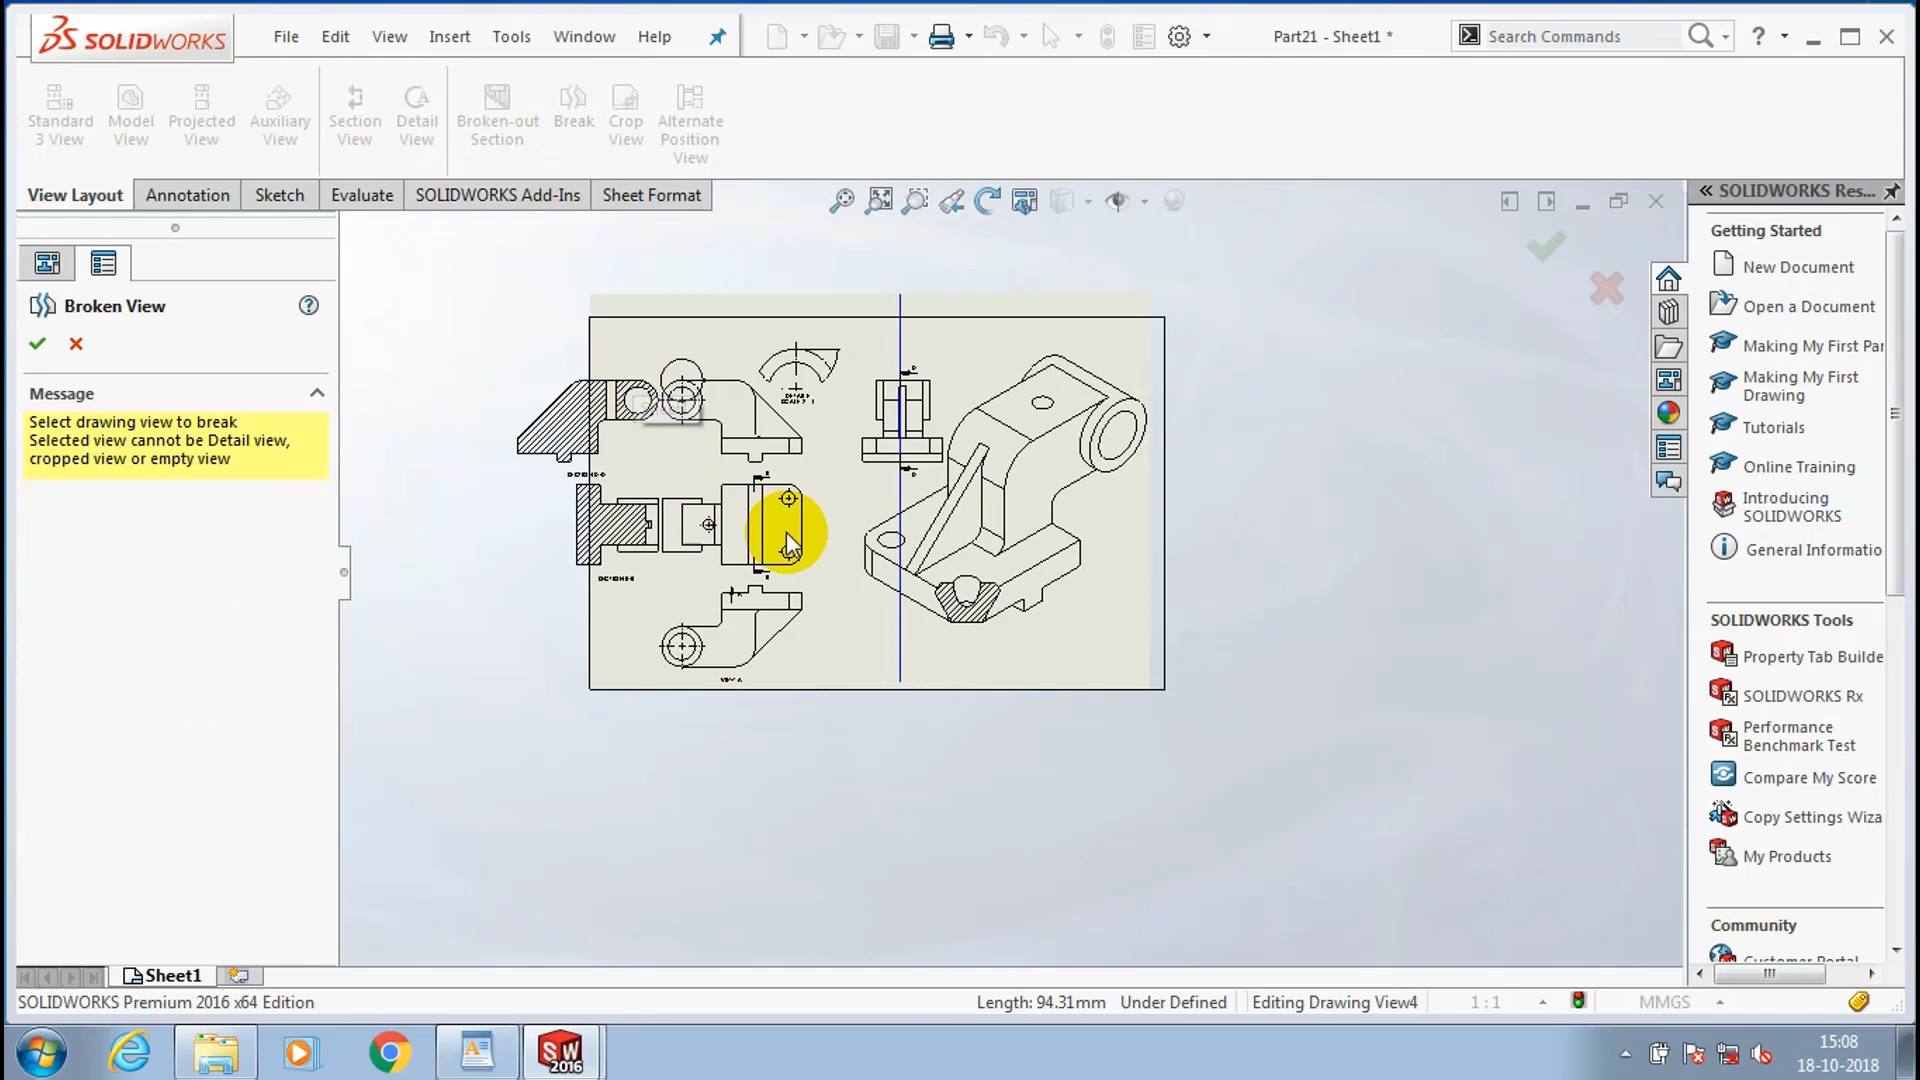 SOLIDWORKS
File Edit View Insert Tools Window Help
Part21 - Sheet1 *
Search Commands
Standard 3 View
Model View
Projected View
Auxiliary View
Section View
Detail View
Broken-out Section
Break
Crop View
Alternate Position View
View Layout Annotation Sketch Evaluate SOLIDWORKS Add-Ins Sheet Format
Broken View
Message
Select drawing view to break
Selected view cannot be Detail view,
cropped view or empty view
SOLIDWORKS Res...
Getting Started
New Document
Open a Document
Making My First Par
Making My First
Drawing
Tutorials
Online Training
Introducing
SOLIDWORKS
General Informatio
SOLIDWORKS Tools
Property Tab Builde
SOLIDWORKS Rx
Performance
Benchmark Test
Compare My Score
Copy Settings Wiza
My Products
Community
Customer Portal
Sheet1
SOLIDWORKS Premium 2016 x64 Edition
Length: 94.31mm Under Defined Editing Drawing View4 1 : 1 MMGS
SW
2016
15:08
18-10-2018